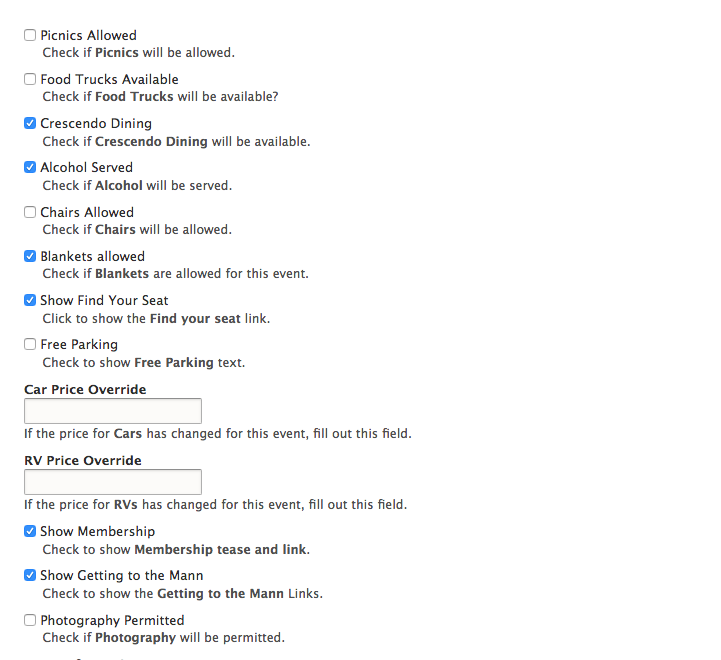 Picnics Allowed
Check if Picnics will be allowed.
Food Trucks Available
Check if Food Trucks will be available?
Crescendo Dining
Check if Crescendo Dining will be available.
Alcohol Served
Check if Alcohol will be served.
Chairs Allowed
Check if Chairs will be allowed.
Blankets allowed
Check if Blankets are allowed for this event.
Show Find Your Seat
Click to show the Find your seat link.
Free Parking
Check to show Free Parking text.
Car Price Override
If the price for Cars has changed for this event, fill out this field.
RV Price Override
If the price for RVs has changed for this event, fill out this field.
Show Membership
Check to show Membership tease and link.
Show Getting to the Mann
Check to show the Getting to the Mann Links.
Photography Permitted
Check if Photography will be permitted.